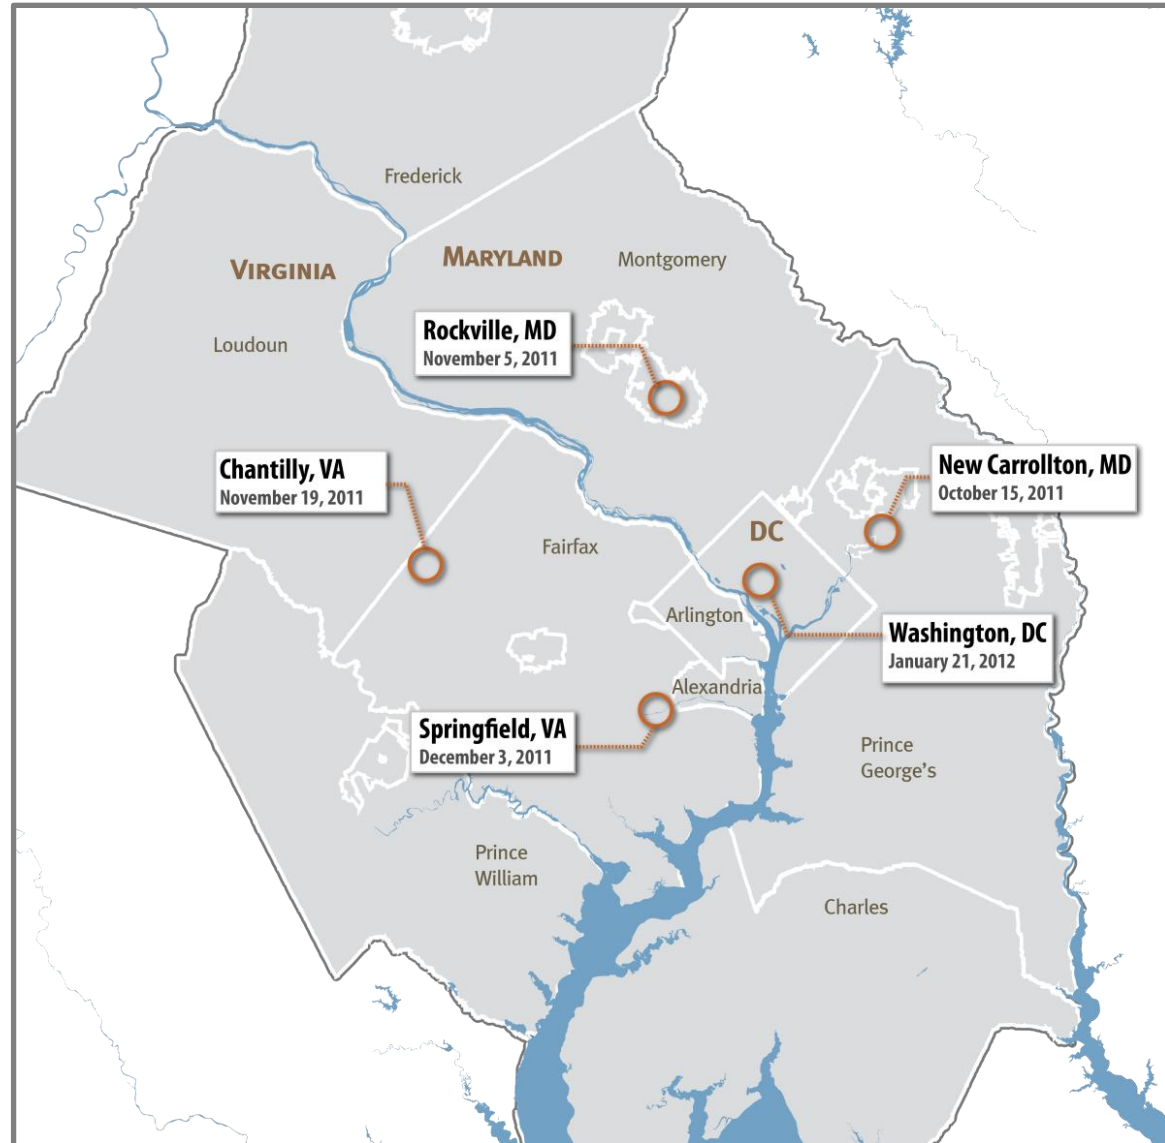 Frederick
VIRGINIA
MARYLAND
Montgomery
Loudoun
Rockville, MD
November 5, 2011
Chantilly, VA
November 19, 2011
New Carrollton, MD
October 15, 2011
Fairfax
DC
Arlington
Washington, DC
January 21, 2012
Alexandria
Springfield, VA
December 3, 2011
Prince
George's
Prince
William
Charles